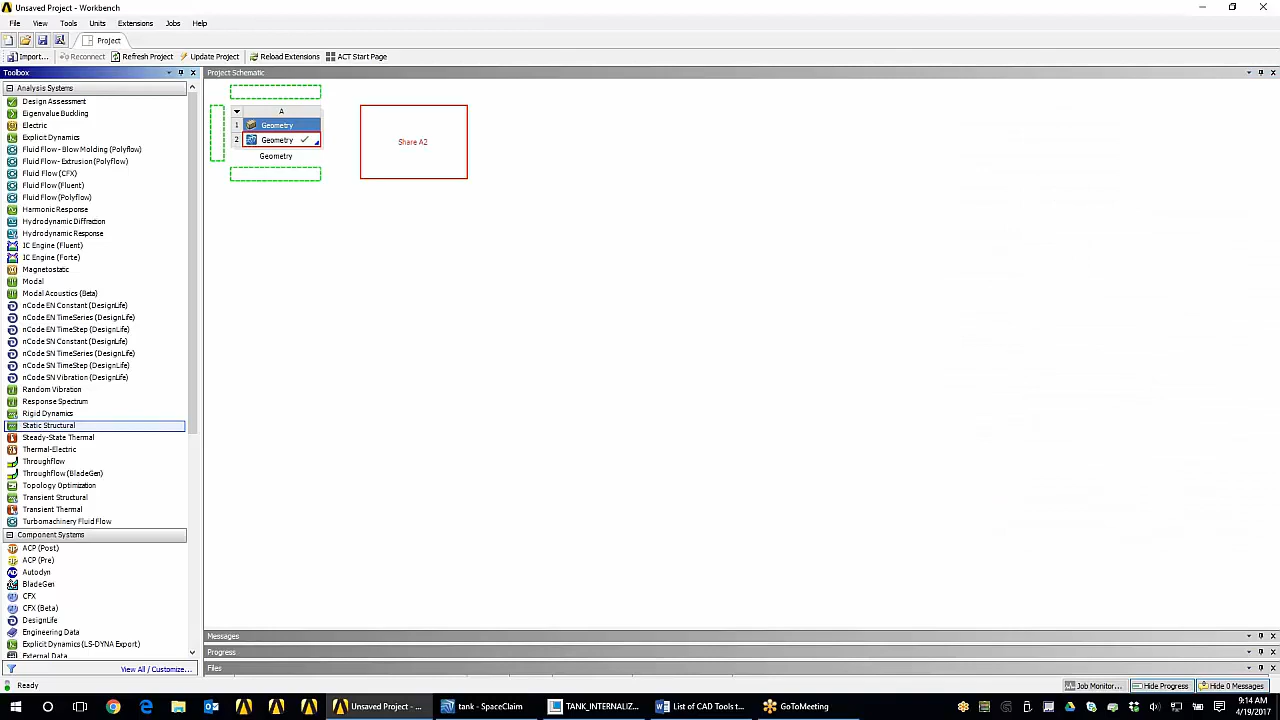 Unsaved Project - Workbench
File View Tools Units Extensions Jobs Help
Project
Import... Reconnect Refresh Project Update Project Reload Extensions ACT Start Page
Toolbox
Analysis Systems
Design Assessment
Eigenvalue Buckling
Electric
Explicit Dynamics
Fluid Flow - Blow Molding (Polyflow)
Fluid Flow- Extrusion (Polyflow)
Fluid Flow (CFX)
Fluid Flow (Fluent)
Fluid Flow (Polyflow)
Harmonic Response
Hydrodynamic Diffraction
Hydrodynamic Response
IC Engine (Fluent)
IC Engine (Forte)
Magnetostatic
Modal
Modal Acoustics (Beta)
nCode EN Constant (DesignLife)
nCode EN TimeSeries (DesignLife)
nCode EN TimeStep (DesignLife)
nCode SN Constant (DesignLife)
nCode SN TimeSeries (DesignLife)
nCode SN TimeStep (DesignLife)
nCode SN Vibration (DesignLife)
Random Vibration
Response Spectrum
Rigid Dynamics
Static Structural
Steady-State Thermal
Thermal-Electric
Throughflow
Throughflow (BladeGen)
Topology Optimization
Transient Structural
Transient Thermal
Turbomachinery Fluid Flow
Component Systems
ACP (Post)
ACP (Pre)
Autodyn
BladeGen
CFX
CFX (Beta)
DesignLife
Engineering Data
Explicit Dynamics (LS-DYNA Export)
External Data
View All / Customize...
Project Schematic
A
1 Geometry
2 Geometry
Geometry
Share A2
Messages
Progress
Files
Ready
Job Monitor... Hide Progress Hide 0 Messages
Unsaved Project - ... tank - SpaceClaim TANK_INTERNALIZ... List of CAD Tools t... GoToMeeting
9:14 AM
4/19/2017